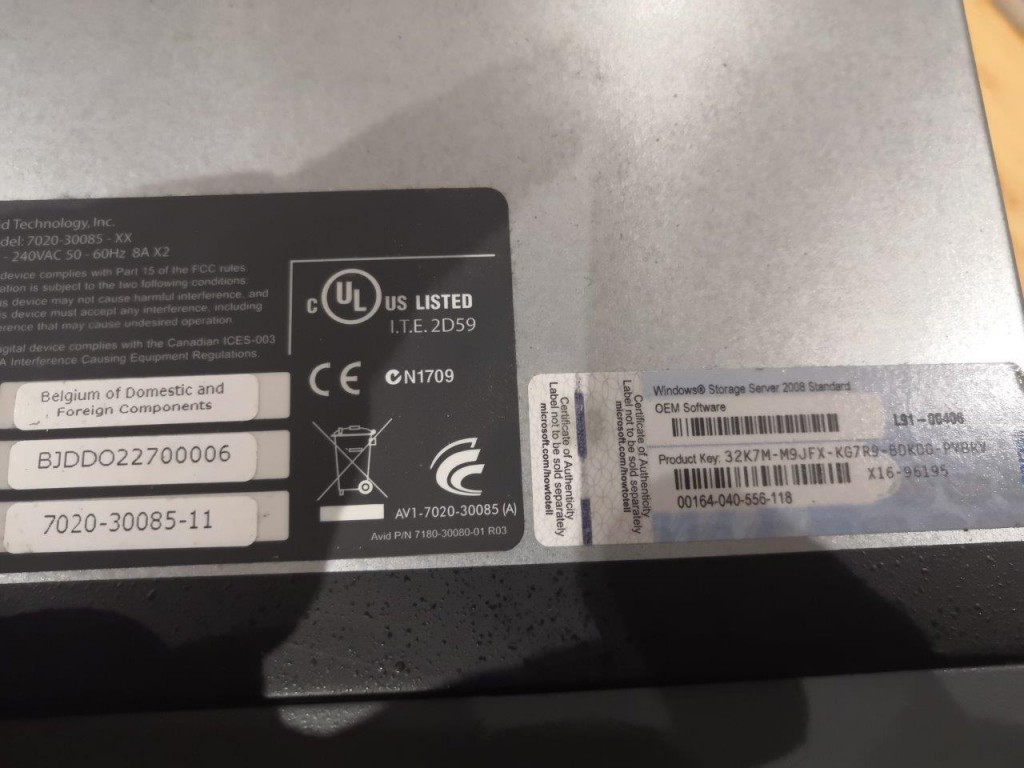 id Technology, Inc.
del: 7020-30085 - XX
- 240VAC 50 - 60Hz 8A X2
device complies with Part 15 of the FCC rules.
ation is subject to the two following conditions:
s device may not cause harmful interference, and
s device must accept any interference, including
erence that may cause undesired operation.
igital device complies with the Canadian ICES-003
A Interference Causing Equipment Regulations.
C UL US LISTED
I.T.E. 2D59
CE
N1709
Belgium of Domestic and
Foreign Components
BJDDO22700006
7020-30085-11
AV1-7020-30085 (A)
Avid P/N 7180-30080-01 R03
Certificate of Authenticity
Label not to be sold separately
Certificate of Authenticity
Label not to be sold separately
microsoft.com/howtotell
Windows® Storage Server 2008 Standard
OEM Software
Product Key: 32K7M-M9JFX-KG7R9-
X16-96195
00164-040-556-118